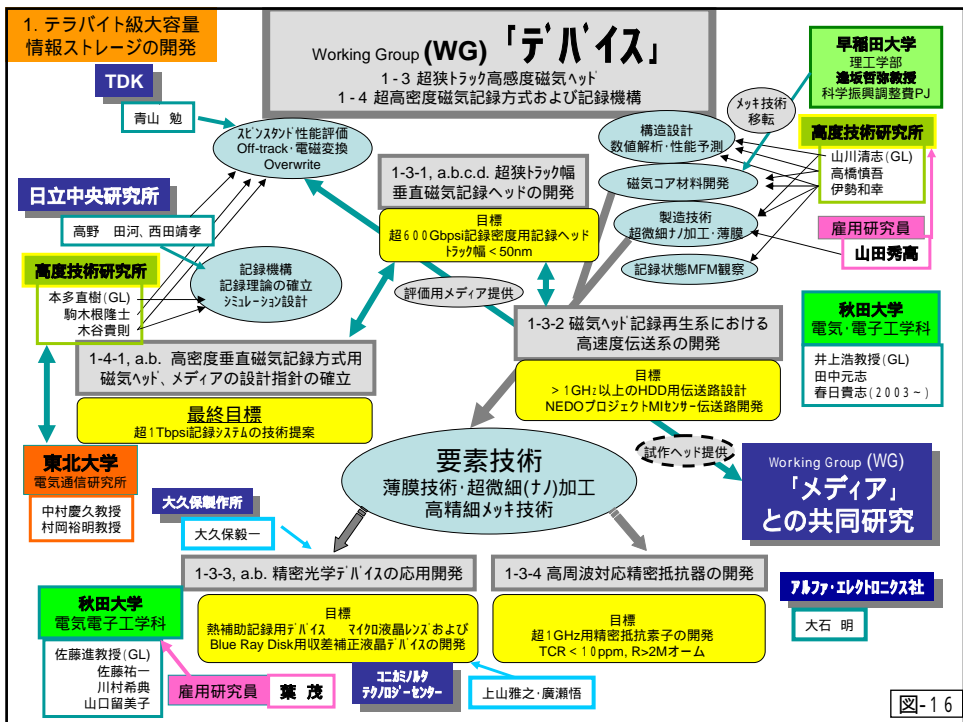 1. テラバイト級大容量
情報ストレージの開発
Working Group (WG) 「デバイス」
1-3 超狭トラック高感度磁気ヘッド
1-4 超高密度磁気記録方式および記録機構
早稲田大学
理工学部
逢坂哲弥教授
科学振興調整費PJ
TDK
青山 勉
メッキ技術
移転
スピンスタンド性能評価
Off-track・電磁変換
Overwrite
構造設計
数値解析・性能予測
高度技術研究所
山川清志(GL)
高橋慎吾
伊勢和幸
1-3-1, a.b.c.d. 超狭トラック幅
垂直磁気記録ヘッドの開発
磁気コア材料開発
日立中央研究所
高野 田河、西田靖孝
目標
超600Gbpsi記録密度用記録ヘッド
トラック幅<50nm
製造技術
超微細ナノ加工・薄膜
雇用研究員
山田秀高
高度技術研究所
本多直樹(GL)
駒木根隆士
木谷貴則
記録機構
記録理論の確立
シミュレーション設計
評価用メディア提供
記録状態MFM観察
秋田大学
電気・電子工学科
井上浩教授(GL)
田中元志
春日貴志(2003~)
1-3-2 磁気ヘッド記録再生系における
高速度伝送系の開発
1-4-1, a.b. 高密度垂直磁気記録方式用
磁気ヘッド、メディアの設計指針の確立
目標
>1GHz以上のHDD用伝送路設計
NEDOプロジェクトMIセンサー伝送路開発
最終目標
超1Tbpsi記録システムの技術提案
東北大学
電気通信研究所
中村慶久教授
村岡裕明教授
要素技術
薄膜技術・超微細(ナノ)加工
高精細メッキ技術
試作ヘッド提供
Working Group (WG)
「メディア」
との共同研究
大久保製作所
大久保毅一
1-3-3, a.b. 精密光学デバイスの応用開発
1-3-4 高周波対応精密抵抗器の開発
アルファ・エレクトロニクス社
大石 明
秋田大学
電気電子工学科
佐藤進教授(GL)
佐藤祐一
川村希典
山口留美子
目標
熱補助記録用デバイス マイクロ液晶レンズおよび
Blue Ray Disk用収差補正液晶デバイスの開発
目標
超1GHz用精密抵抗素子の開発
TCR<10ppm, R>2Mオーム
雇用研究員
葉 茂
コニカミノルタ
テクノロジーセンター
上山雅之・廣瀬悟
図-16